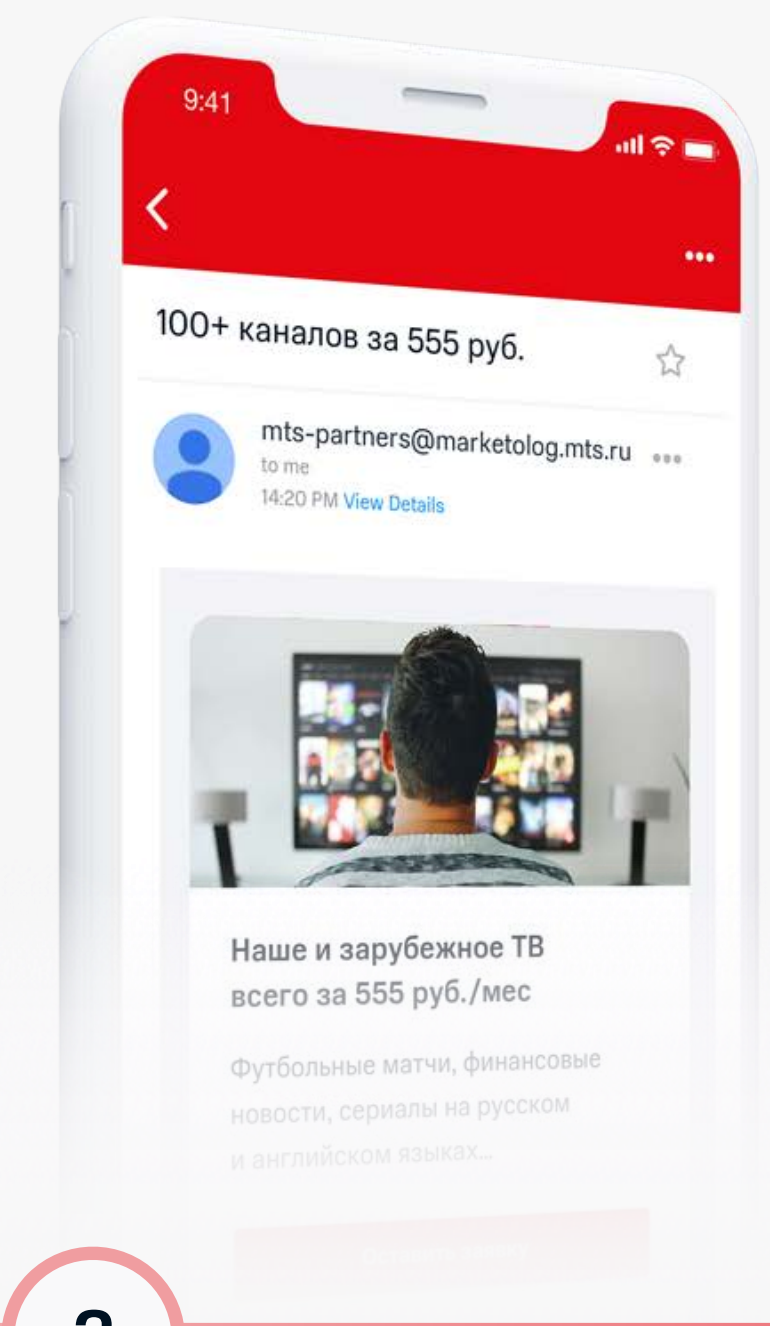 9:41
100+ каналов за 555 руб.
mts-partners@marketolog.mts.ru
to me
14:20 PM View Details
Наше и зарубежное ТВ
всего за 555 руб./мес
Футбольные матчи, финансовые
новости, сериалы на русском
и английском языках...